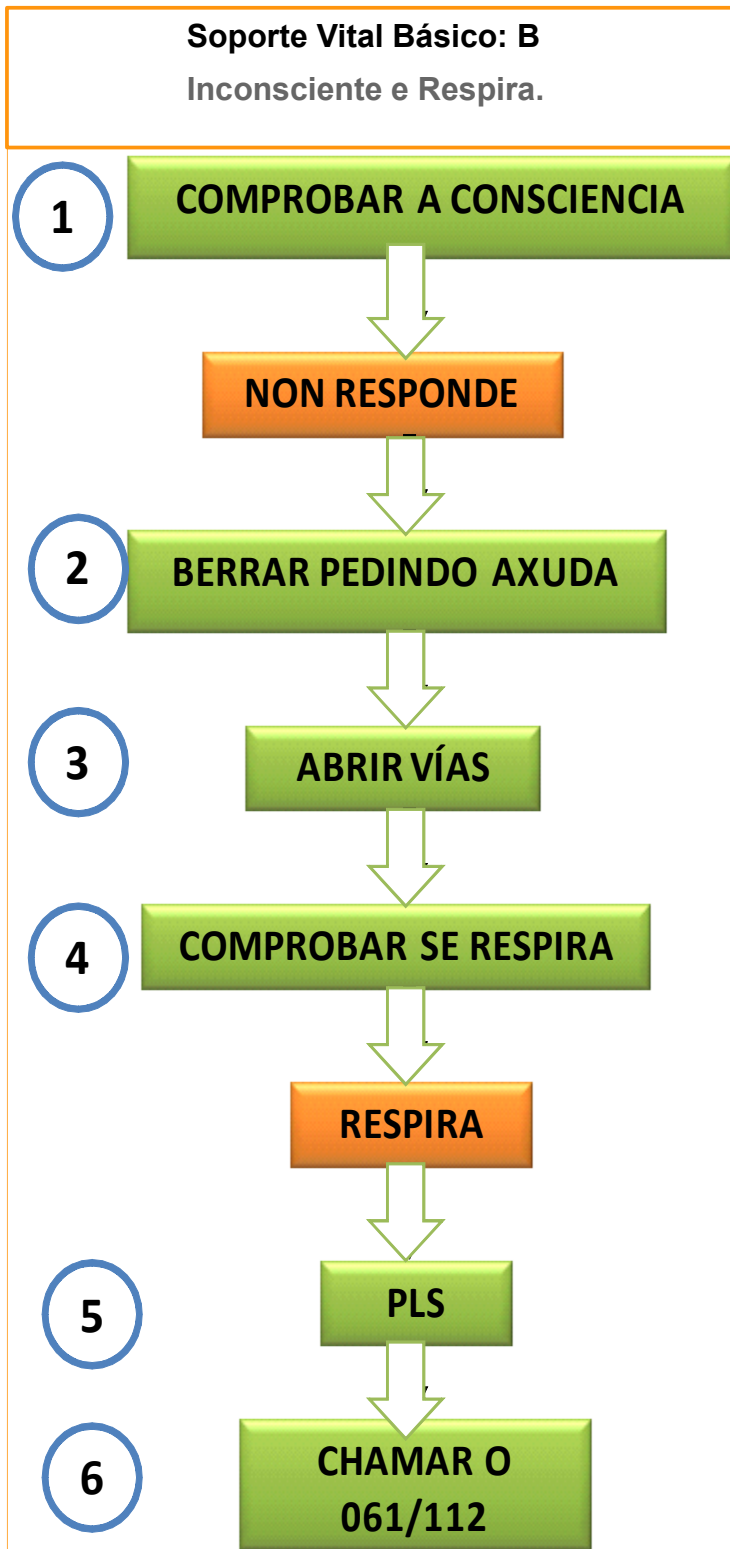 Soporte Vital Básico: B
Inconsciente e Respira.
1
COMPROBAR A CONSCIENCIA
NON RESPONDE
2
BERRAR PEDINDO AXUDA
3
ABRIR VÍAS
4
COMPROBAR SE RESPIRA
RESPIRA
5
PLS
6
CHAMAR O
061/112